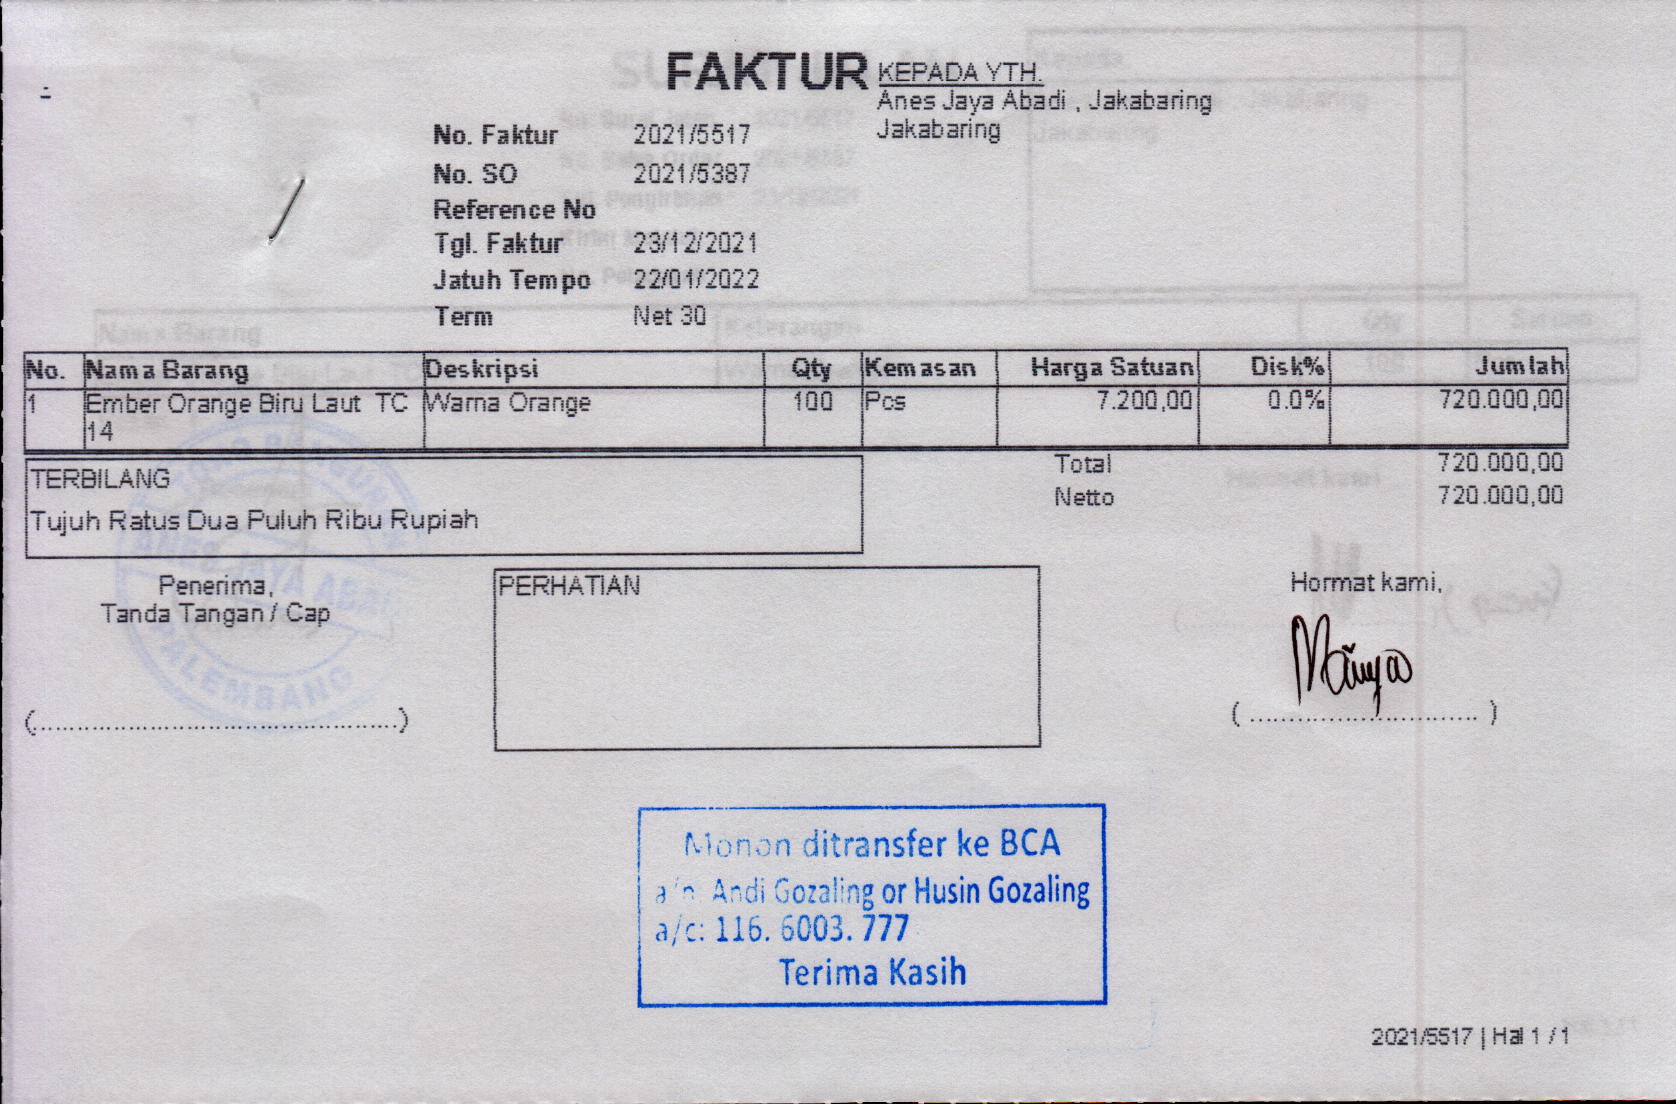 FAKTUR
KEPADA YTH.
Anes Jaya Abadi , Jakabaring
Jakabaring
No. Faktur 2021/5517
No. SO 2021/5387
Reference No
Tgl. Faktur 23/12/2021
Jatuh Tempo 22/01/2022
Term Net 30
No. Nama Barang Deskripsi Qty Kemasan Harga Satuan Disk% Jumlah
1 Ember Orange Biru Laut TC Warna Orange 100 Pcs 7.200,00 0.0% 720.000,00
14
Total 720.000,00
Netto 720.000,00
TERBILANG
Tujuh Ratus Dua Puluh Ribu Rupiah
Penerima,
Tanda Tangan / Cap
(........................................)
PERHATIAN
Hormat kami,
( ............................ )
ANES JAYA ABADI
PALEMBANG
Mohon ditransfer ke BCA
a/n: Andi Gozaling or Husin Gozaling
a/c: 116. 6003. 777
Terima Kasih
2021/5517 | Hal 1 / 1